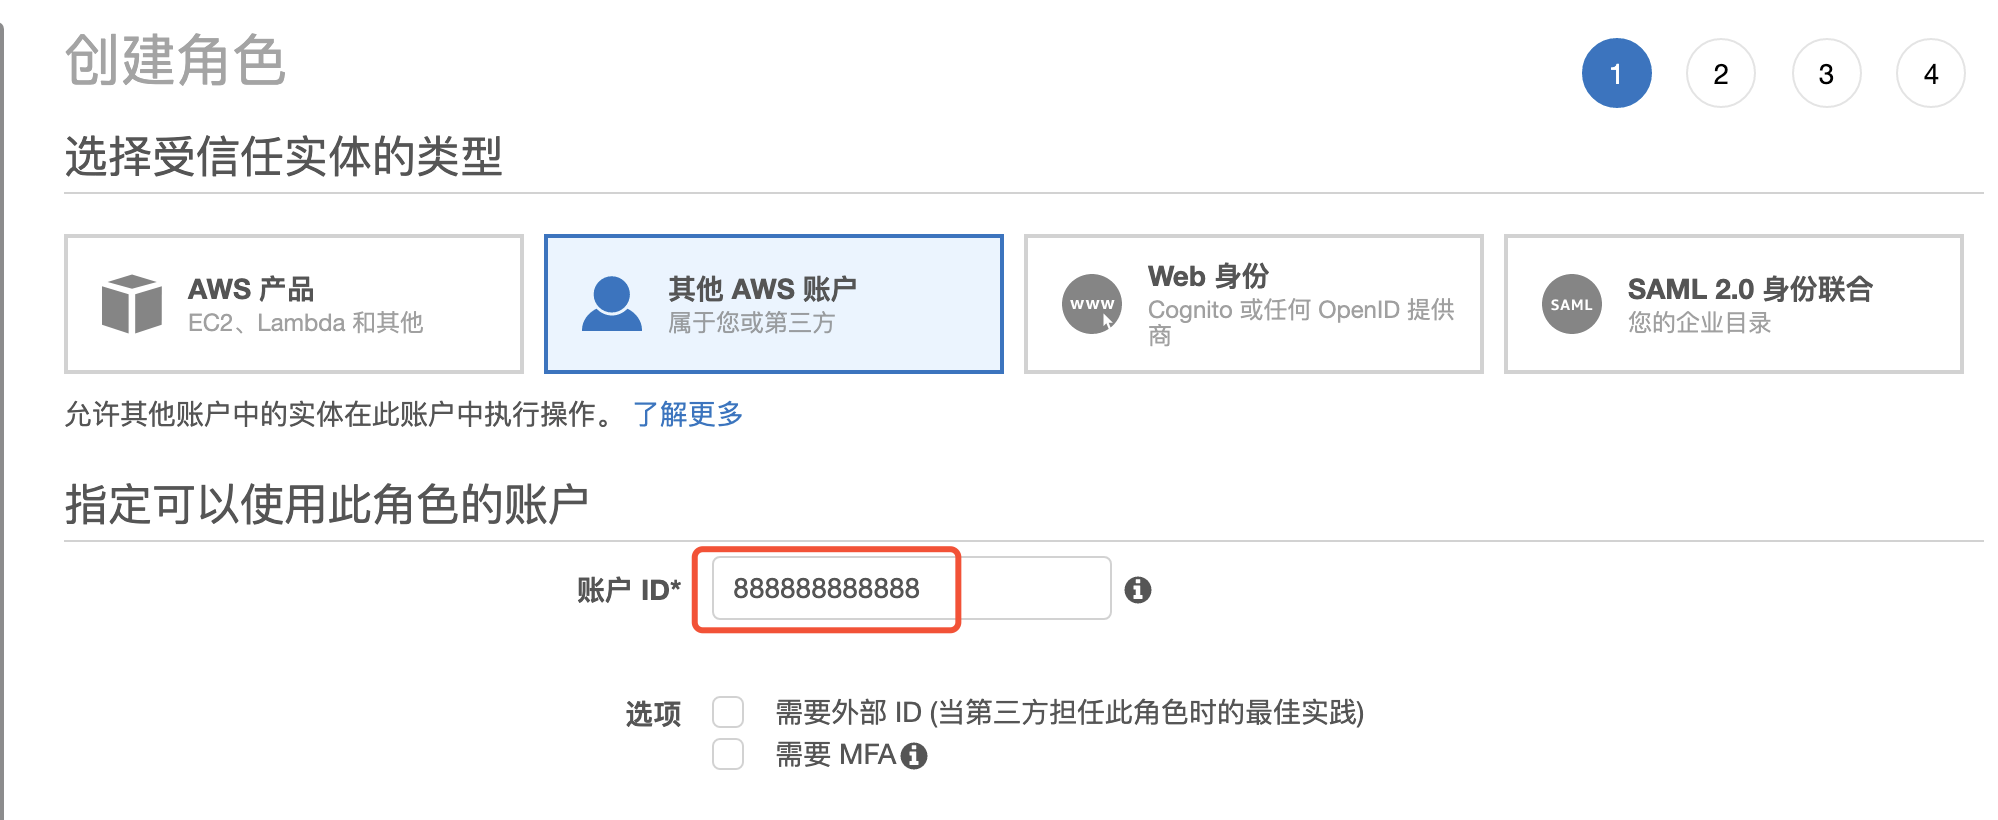 创建角色
1 2 3 4
选择受信任实体的类型
AWS 产品
EC2、Lambda 和其他
其他 AWS 账户
属于您或第三方
www
Web 身份
Cognito 或任何 OpenID 提供
商
SAML
SAML 2.0 身份联合
您的企业目录
允许其他账户中的实体在此账户中执行操作。 了解更多
指定可以使用此角色的账户
账户 ID* 888888888888
选项 需要外部 ID (当第三方担任此角色时的最佳实践)
需要 MFA